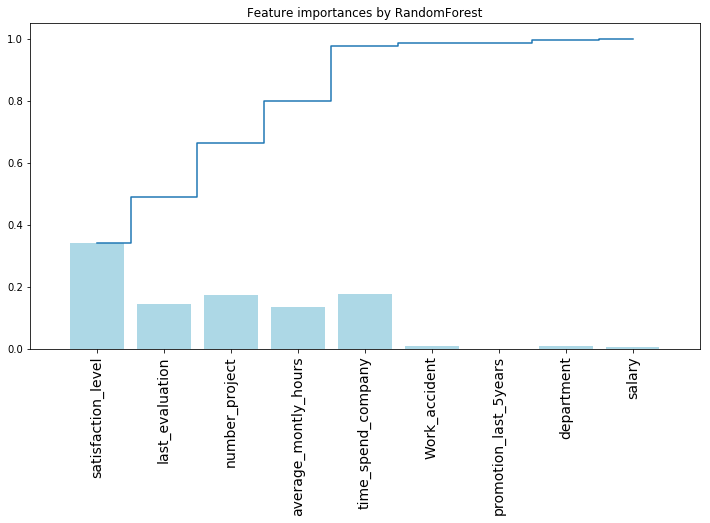 Feature importances by RandomForest
1.0
0.8
0.6
0.4
0.2
0.0
satisfaction_level
last_evaluation
number_project
average_montly_hours
time_spend_company
Work_accident
promotion_last_5years
department
salary